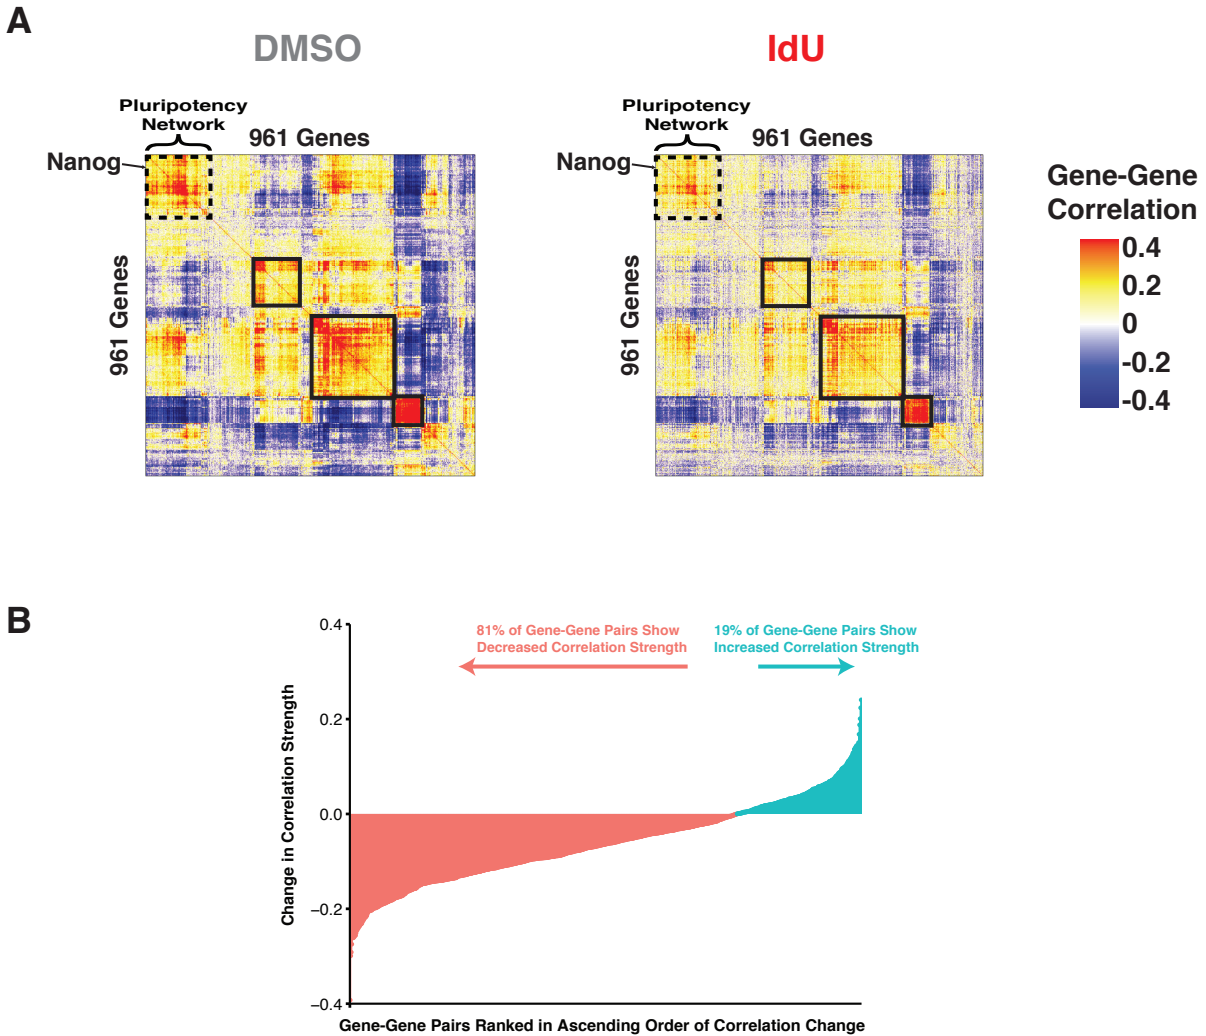 A
DMSO
IdU
Pluripotency
Network
961 Genes
Nanog
961 Genes
Pluripotency
Network
961 Genes
Nanog
961 Genes
Gene-Gene
Correlation
0.4
0.2
0
-0.2
-0.4
B
81% of Gene-Gene Pairs Show
Decreased Correlation Strength
19% of Gene-Gene Pairs Show
Increased Correlation Strength
Change in Correlation Strength
0.4
0.2
0.0
−0.2
−0.4
Gene-Gene Pairs Ranked in Ascending Order of Correlation Change